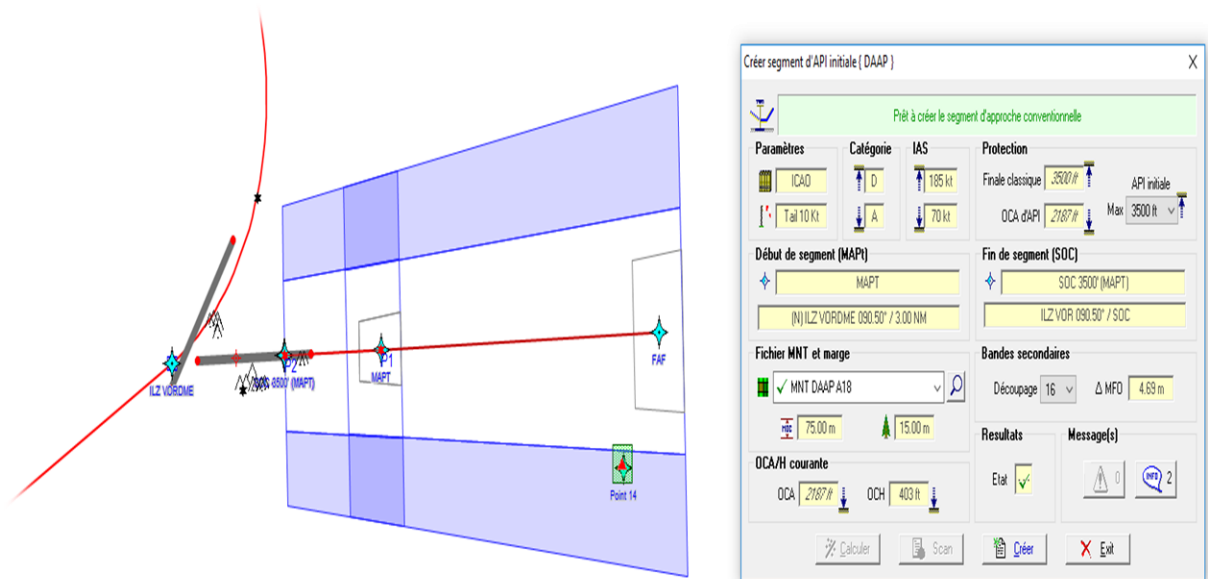 ILZ VORDME
SOC 3500' (MAPT)
MAPT
FAF
Point 14
Créer segment d'API initiale { DAAP }
Prêt à créer le segment d'approche conventionnelle
Paramètres
ICAO
Tail 10 Kt
Catégorie
D
A
IAS
185 kt
70 kt
Protection
Finale classique 3500 ft
OCA d'API 2187 ft
API initiale
Max 3500 ft
Début de segment (MAPt)
MAPT
(N) ILZ VORDME 090.50° / 3.00 NM
Fin de segment (SOC)
SOC 3500' (MAPT)
ILZ VOR 090.50° / SOC
Fichier MNT et marge
MNT DAAP A18
75.00 m
15.00 m
Bandes secondaires
Découpage 16
Δ MFO 4.69 m
OCA/H courante
OCA 2187 ft
OCH 403 ft
Resultats
Etat
Message(s)
0
INFO 2
Calculer
Scan
Créer
Exit